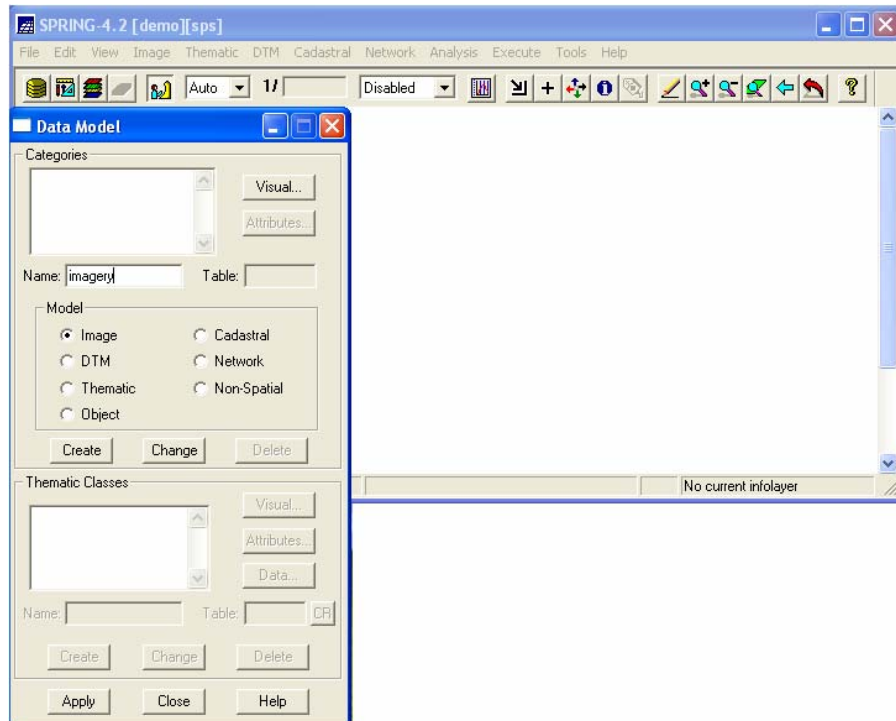 SPRING-4.2 [demo][sps]
File Edit View Image Thematic DTM Cadastral Network Analysis Execute Tools Help
Auto 1/ Disabled
Data Model
Categories
Visual...
Attributes...
Name: imagery Table:
Model
Image Cadastral
DTM Network
Thematic Non-Spatial
Object
Create Change Delete
Thematic Classes
No current infolayer
Visual...
Attributes...
Data...
Name: Table: CR
Create Change Delete
Apply Close Help